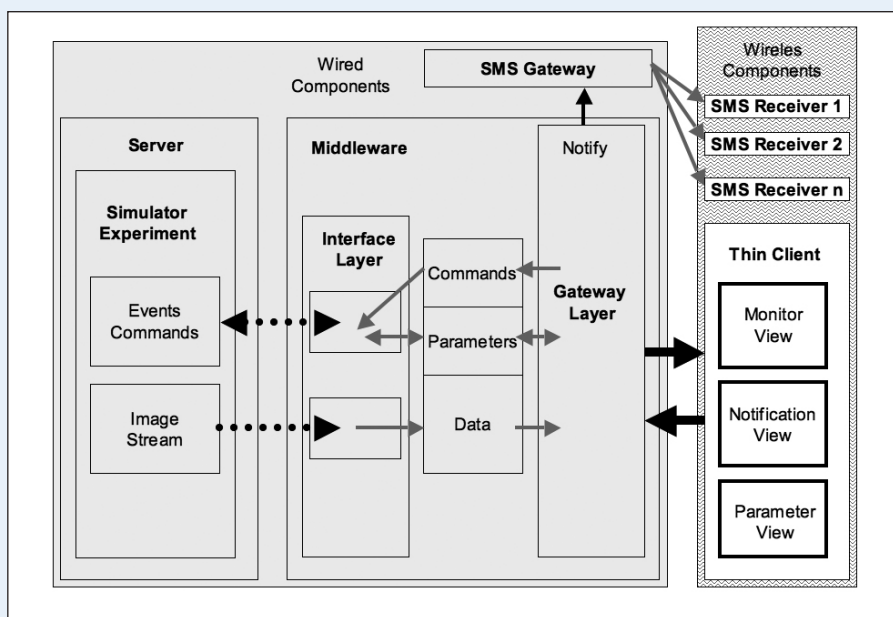 Wired
Components
SMS Gateway
Wireles
Components
SMS Receiver 1
SMS Receiver 2
SMS Receiver n
Server
Simulator
Experiment
Events
Commands
Image
Stream
Middleware
Interface
Layer
Commands
Parameters
Data
Notify
Gateway
Layer
Thin Client
Monitor
View
Notification
View
Parameter
View